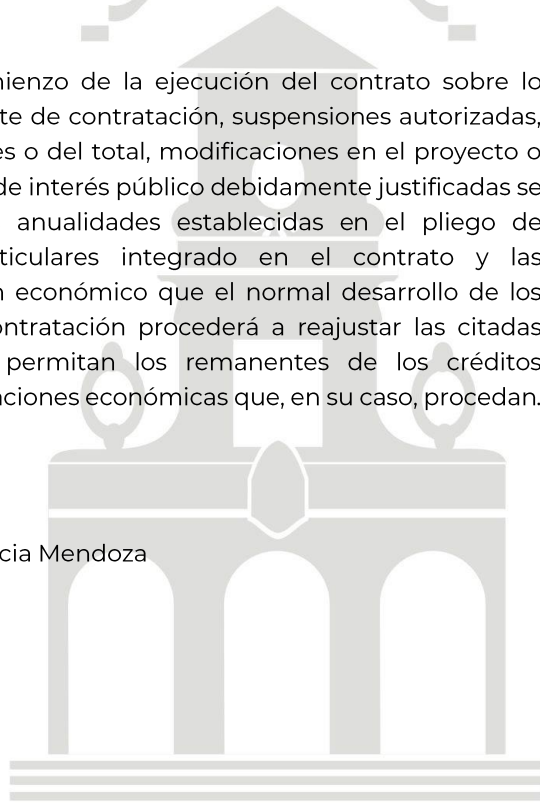 ienzo de la ejecución del contrato sobre lo
te de contratación, suspensiones autorizadas,
es o del total, modificaciones en el proyecto o
de interés público debidamente justificadas se
anualidades establecidas en el pliego de
ticulares integrado en el contrato y las
n económico que el normal desarrollo de los
ontratación procederá a reajustar las citadas
permitan los remanentes de los créditos
aciones económicas que, en su caso, procedan.
cia Mendoza